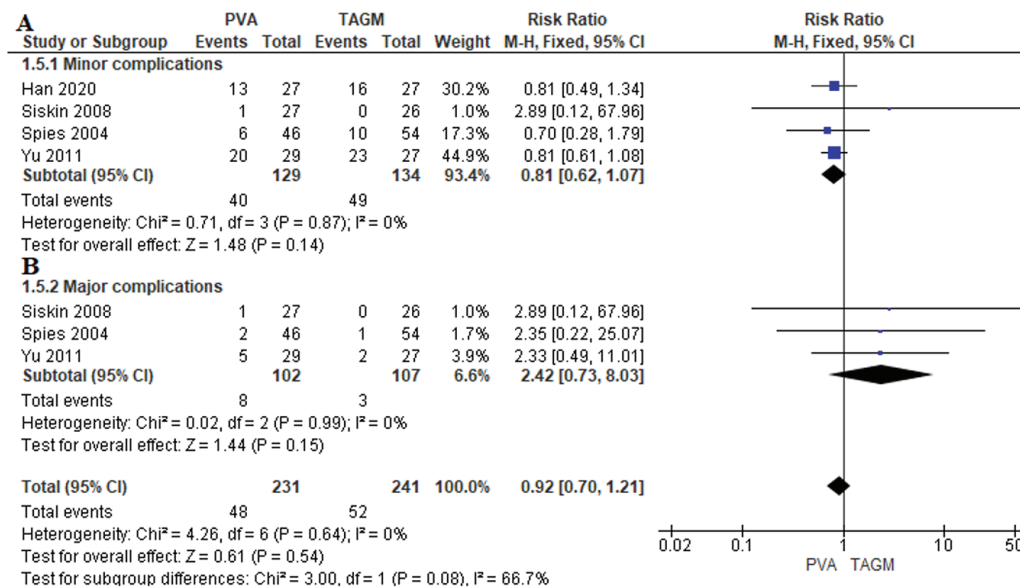 A PVA TAGM Risk Ratio Risk Ratio
Study or Subgroup Events Total Events Total Weight M-H, Fixed, 95% CI M-H, Fixed, 95% CI
1.5.1 Minor complications
Han 2020 13 27 16 27 30.2% 0.81 [0.49, 1.34]
Siskin 2008 1 27 0 26 1.0% 2.89 [0.12, 67.96]
Spies 2004 6 46 10 54 17.3% 0.70 [0.28, 1.79]
Yu 2011 20 29 23 27 44.9% 0.81 [0.61, 1.08]
Subtotal (95% CI) 129 134 93.4% 0.81 [0.62, 1.07]
Total events 40 49
Heterogeneity: Chi² = 0.71, df = 3 (P = 0.87); I² = 0%
Test for overall effect: Z = 1.48 (P = 0.14)
B
1.5.2 Major complications
Siskin 2008 1 27 0 26 1.0% 2.89 [0.12, 67.96]
Spies 2004 2 46 1 54 1.7% 2.35 [0.22, 25.07]
Yu 2011 5 29 2 27 3.9% 2.33 [0.49, 11.01]
Subtotal (95% CI) 102 107 6.6% 2.42 [0.73, 8.03]
Total events 8 3
Heterogeneity: Chi² = 0.02, df = 2 (P = 0.99); I² = 0%
Test for overall effect: Z = 1.44 (P = 0.15)
Total (95% CI) 231 241 100.0% 0.92 [0.70, 1.21]
Total events 48 52
Heterogeneity: Chi² = 4.26, df = 6 (P = 0.64); I² = 0%
Test for overall effect: Z = 0.61 (P = 0.54)
Test for subgroup differences: Chi² = 3.00, df = 1 (P = 0.08), I² = 66.7%
0.02 0.1 1 10 50
PVA TAGM